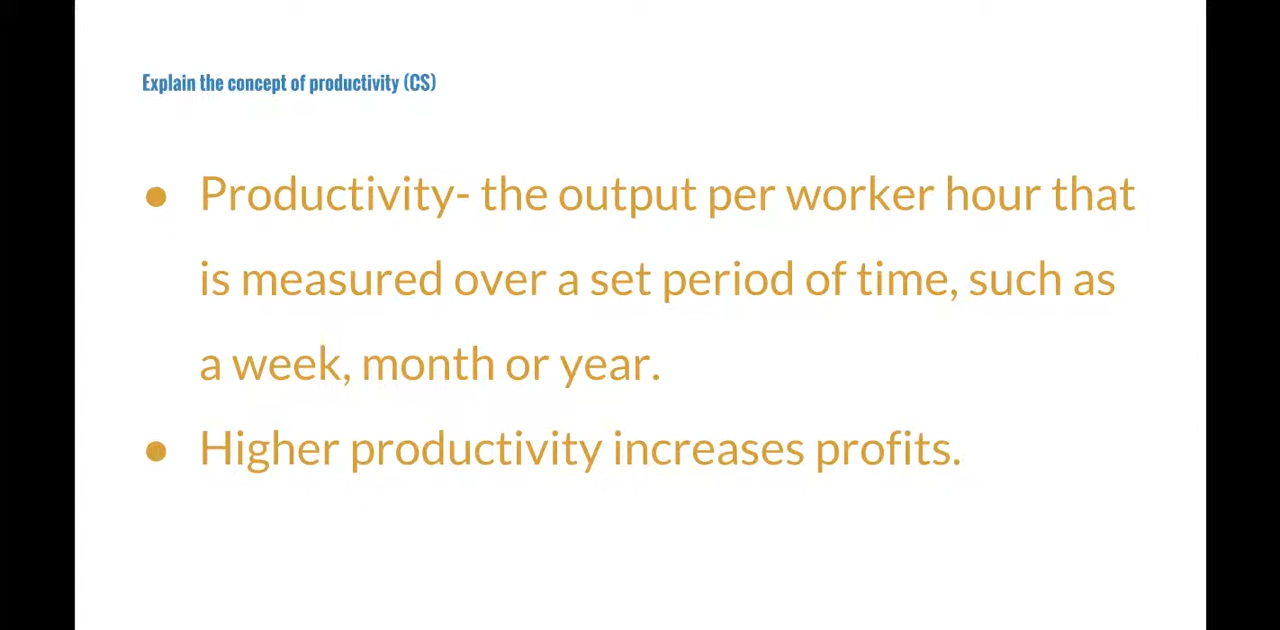 Explain the concept of productivity (CS)
● Productivity- the output per worker hour that
is measured over a set period of time, such as
a week, month or year.
● Higher productivity increases profits.